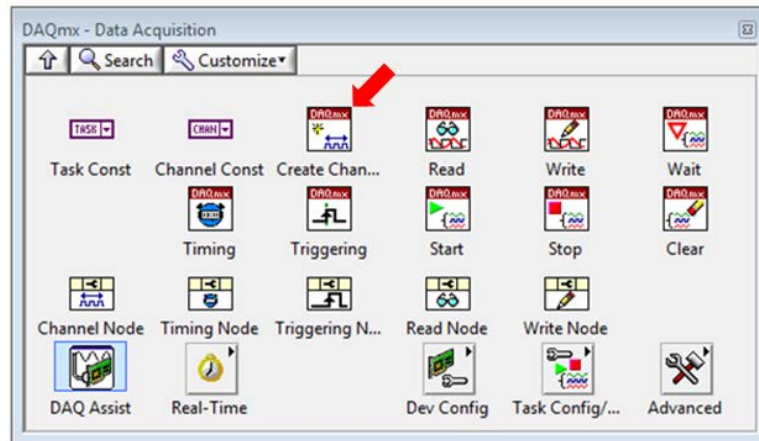 DAQmx - Data Acquisition
Search Customize
TASK CHAN DAQmx DAQmx DAQmx DAQmx
Task Const Channel Const Create Chan... Read Write Wait
DAQmx DAQmx DAQmx DAQmx DAQmx
Timing Triggering Start Stop Clear
Channel Node Timing Node Triggering N... Read Node Write Node
DAQ Assist Real-Time Dev Config Task Config/... Advanced